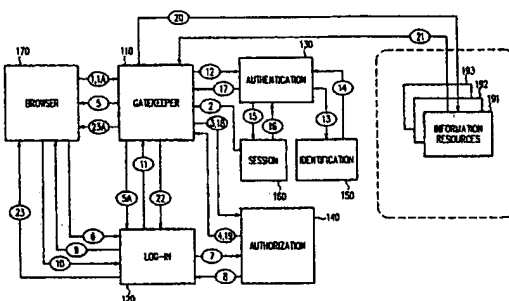 20
21
170
110
130
193
192
191
BROWSER
1,1A
5
23A
GATEKEEPER
12
17
2
3,18
AUTHENTICATION
14
15
16
13
INFORMATION
RESOURCES
SESSION
IDENTIFICATION
160
150
140
5A
11
22
4,19
23
6
9
10
LOG-IN
7
8
AUTHORIZATION
120